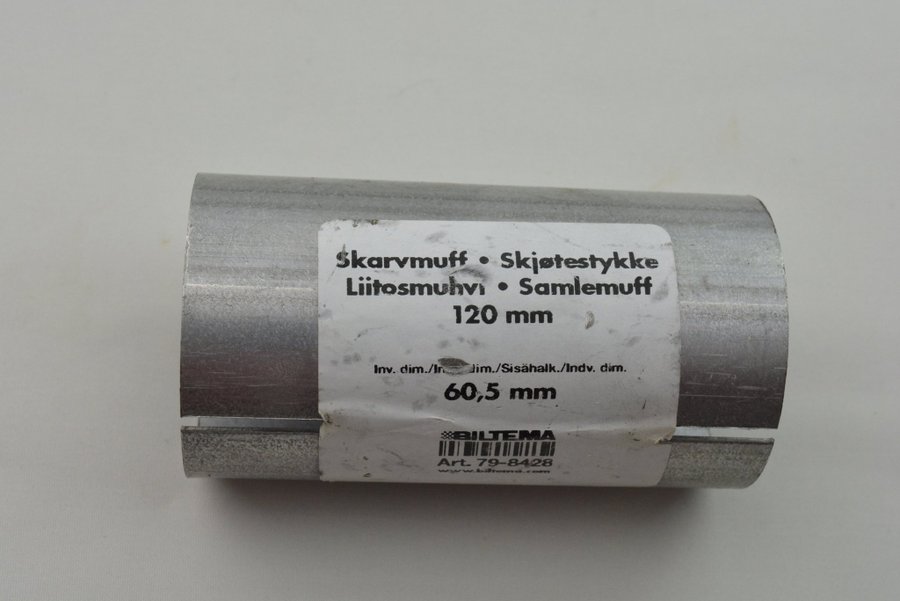 Skarvmuff • Skjøtestykke
Liitosmuhvi • Samlemuff
120 mm
Inv. dim./ dim./Sisähalk./Indv. dim.
60,5 mm
BILTEMA
Art. 79-8428
www.biltema.com